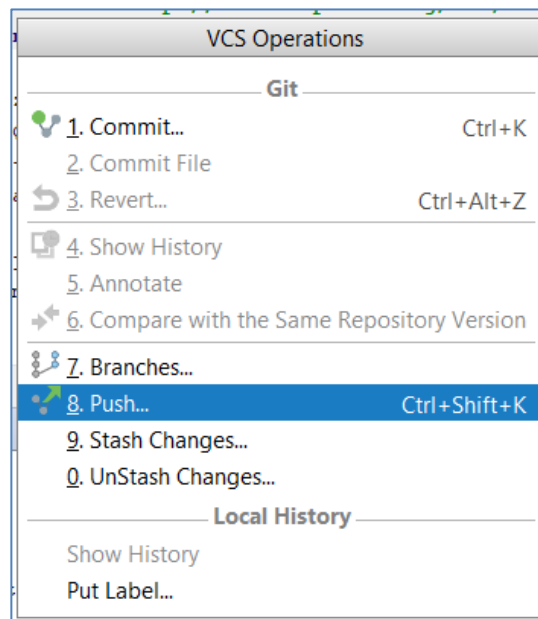 VCS Operations
Git
1. Commit... Ctrl+K
2. Commit File
3. Revert... Ctrl+Alt+Z
4. Show History
5. Annotate
6. Compare with the Same Repository Version
7. Branches...
8. Push... Ctrl+Shift+K
9. Stash Changes...
0. UnStash Changes...
Local History
Show History
Put Label...